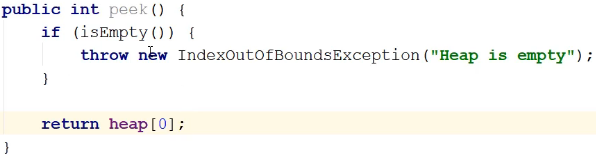 public int peek() {
if (isEmpty()) {
throw new IndexOutOfBoundsException("Heap is empty");
}
return heap[0];
}